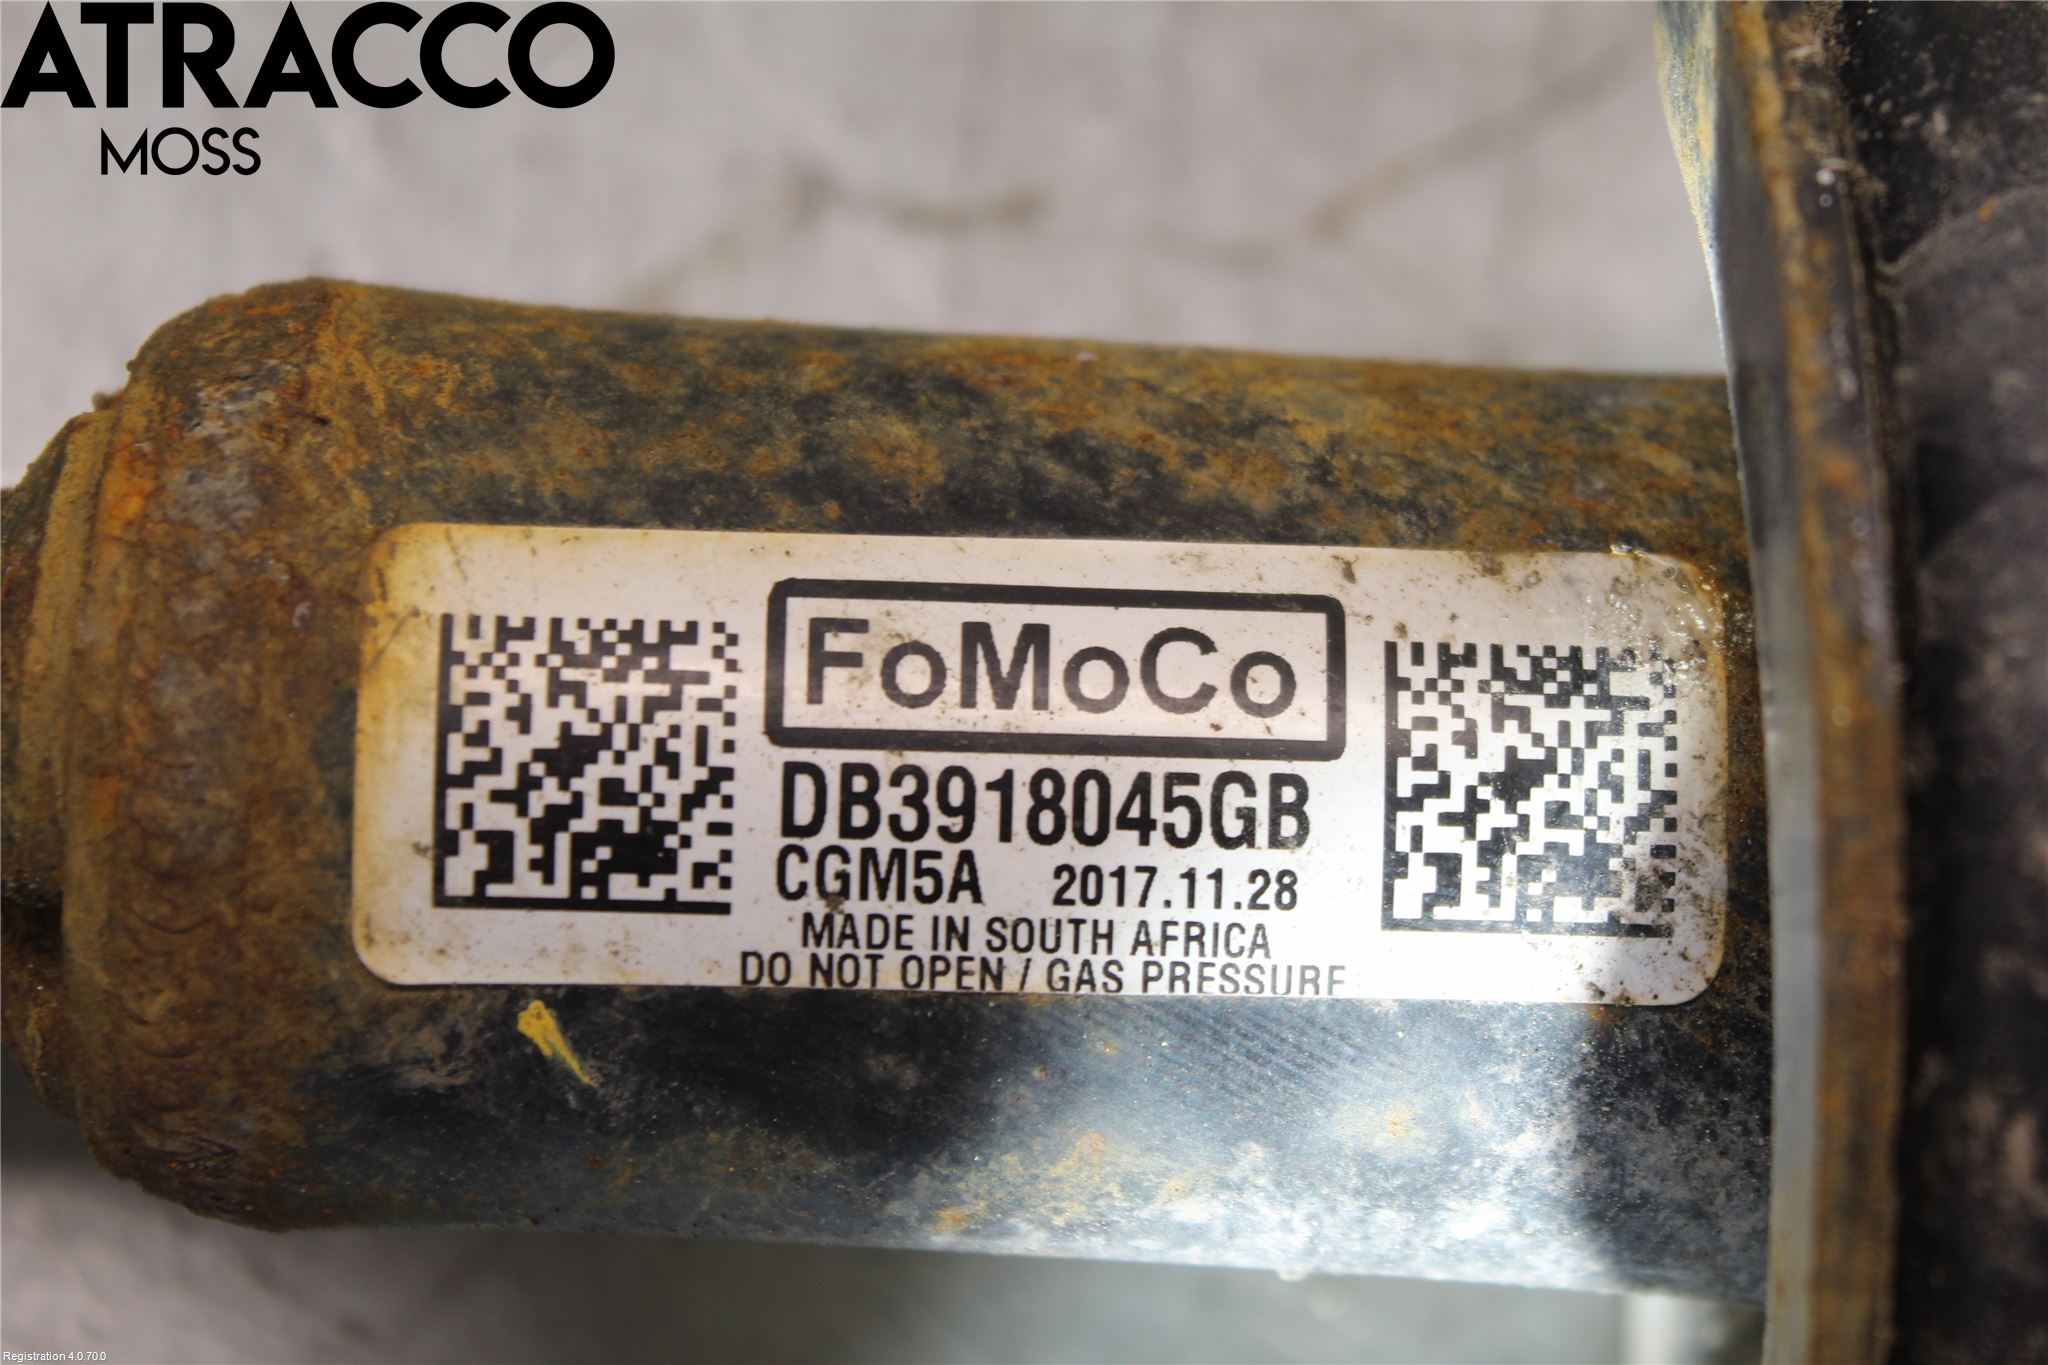 ATRACCO
MOSS
FoMoCo
DB3918045GB
CGM5A 2017.11.28
MADE IN SOUTH AFRICA
DO NOT OPEN / GAS PRESSURE
Registration 4.0.70.0